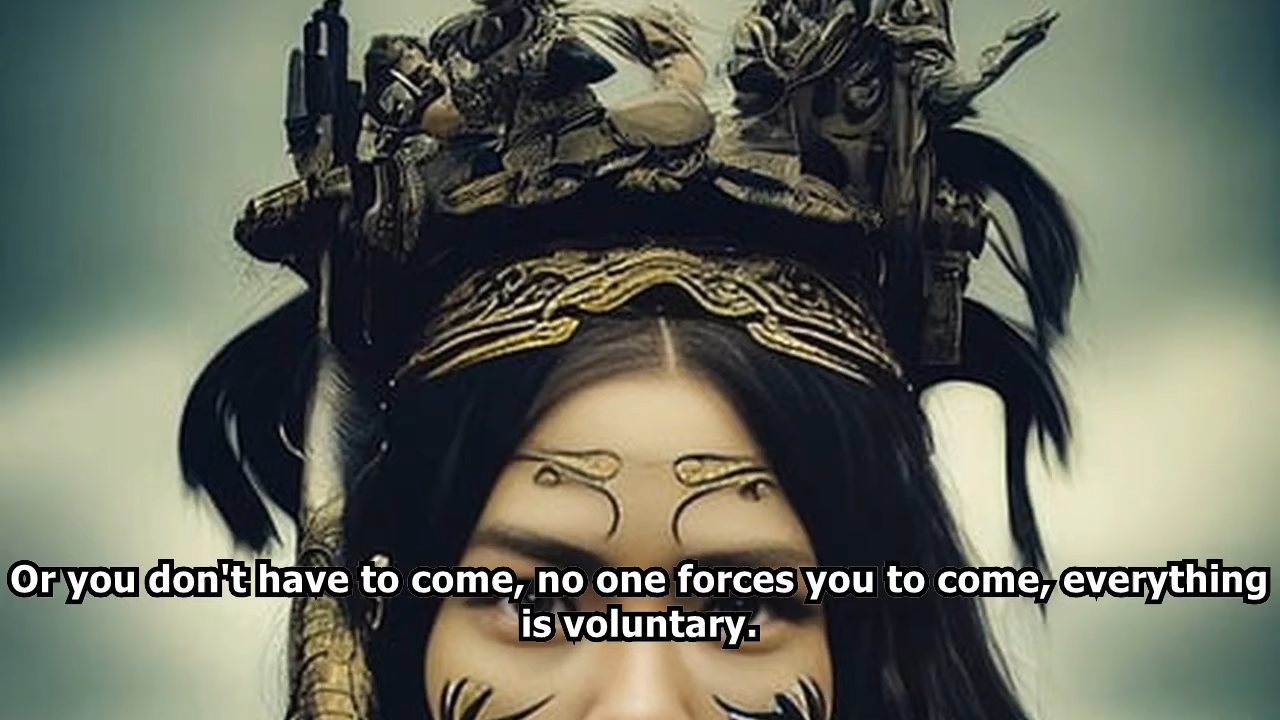 Or you don't have to come, no one forces you to come, everything
is voluntary.